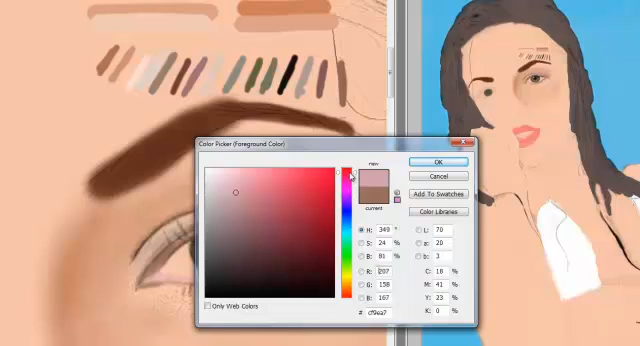 Color Picker (Foreground Color)
new
current
OK
Cancel
Add To Swatches
Color Libraries
H: 349 °
S: 24 %
B: 81 %
R: 207
G: 158
B: 167
# cf9ea7
L: 70
a: 20
b: 3
C: 18 %
M: 41 %
Y: 23 %
K: 0 %
Only Web Colors